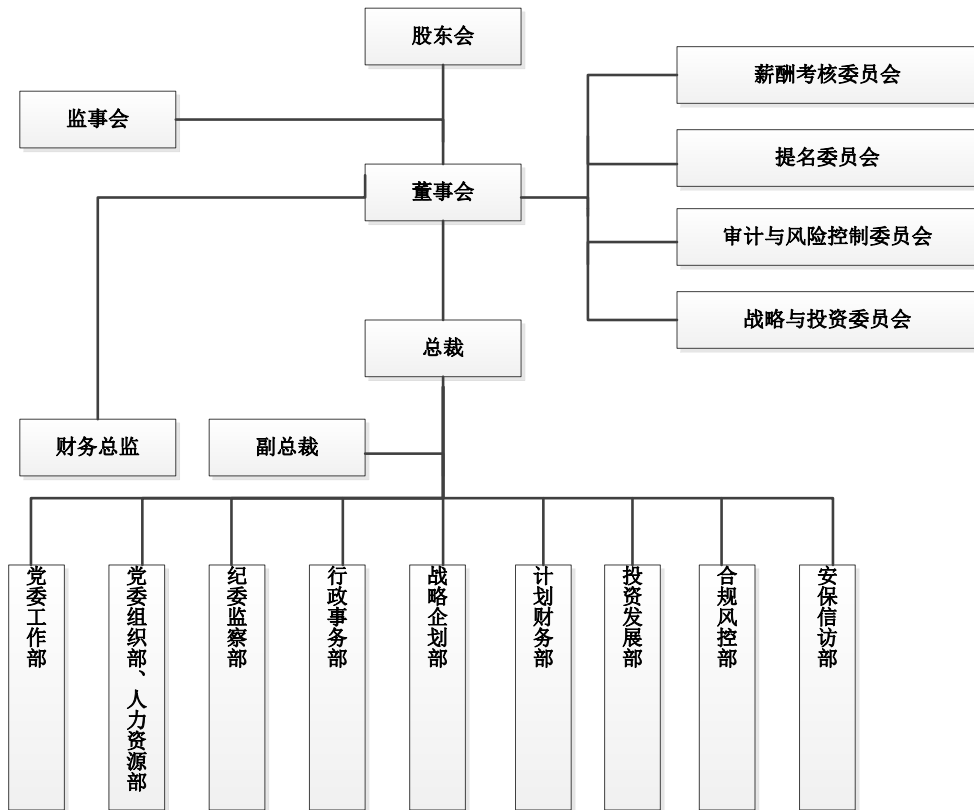 股东会
薪酬考核委员会
监事会
提名委员会
董事会
审计与风险控制委员会
战略与投资委员会
总裁
财务总监
副总裁
党委工作部
党委组织部、人力资源部
纪委监察部
行政事务部
战略企划部
计划财务部
投资发展部
合规风控部
安保信访部